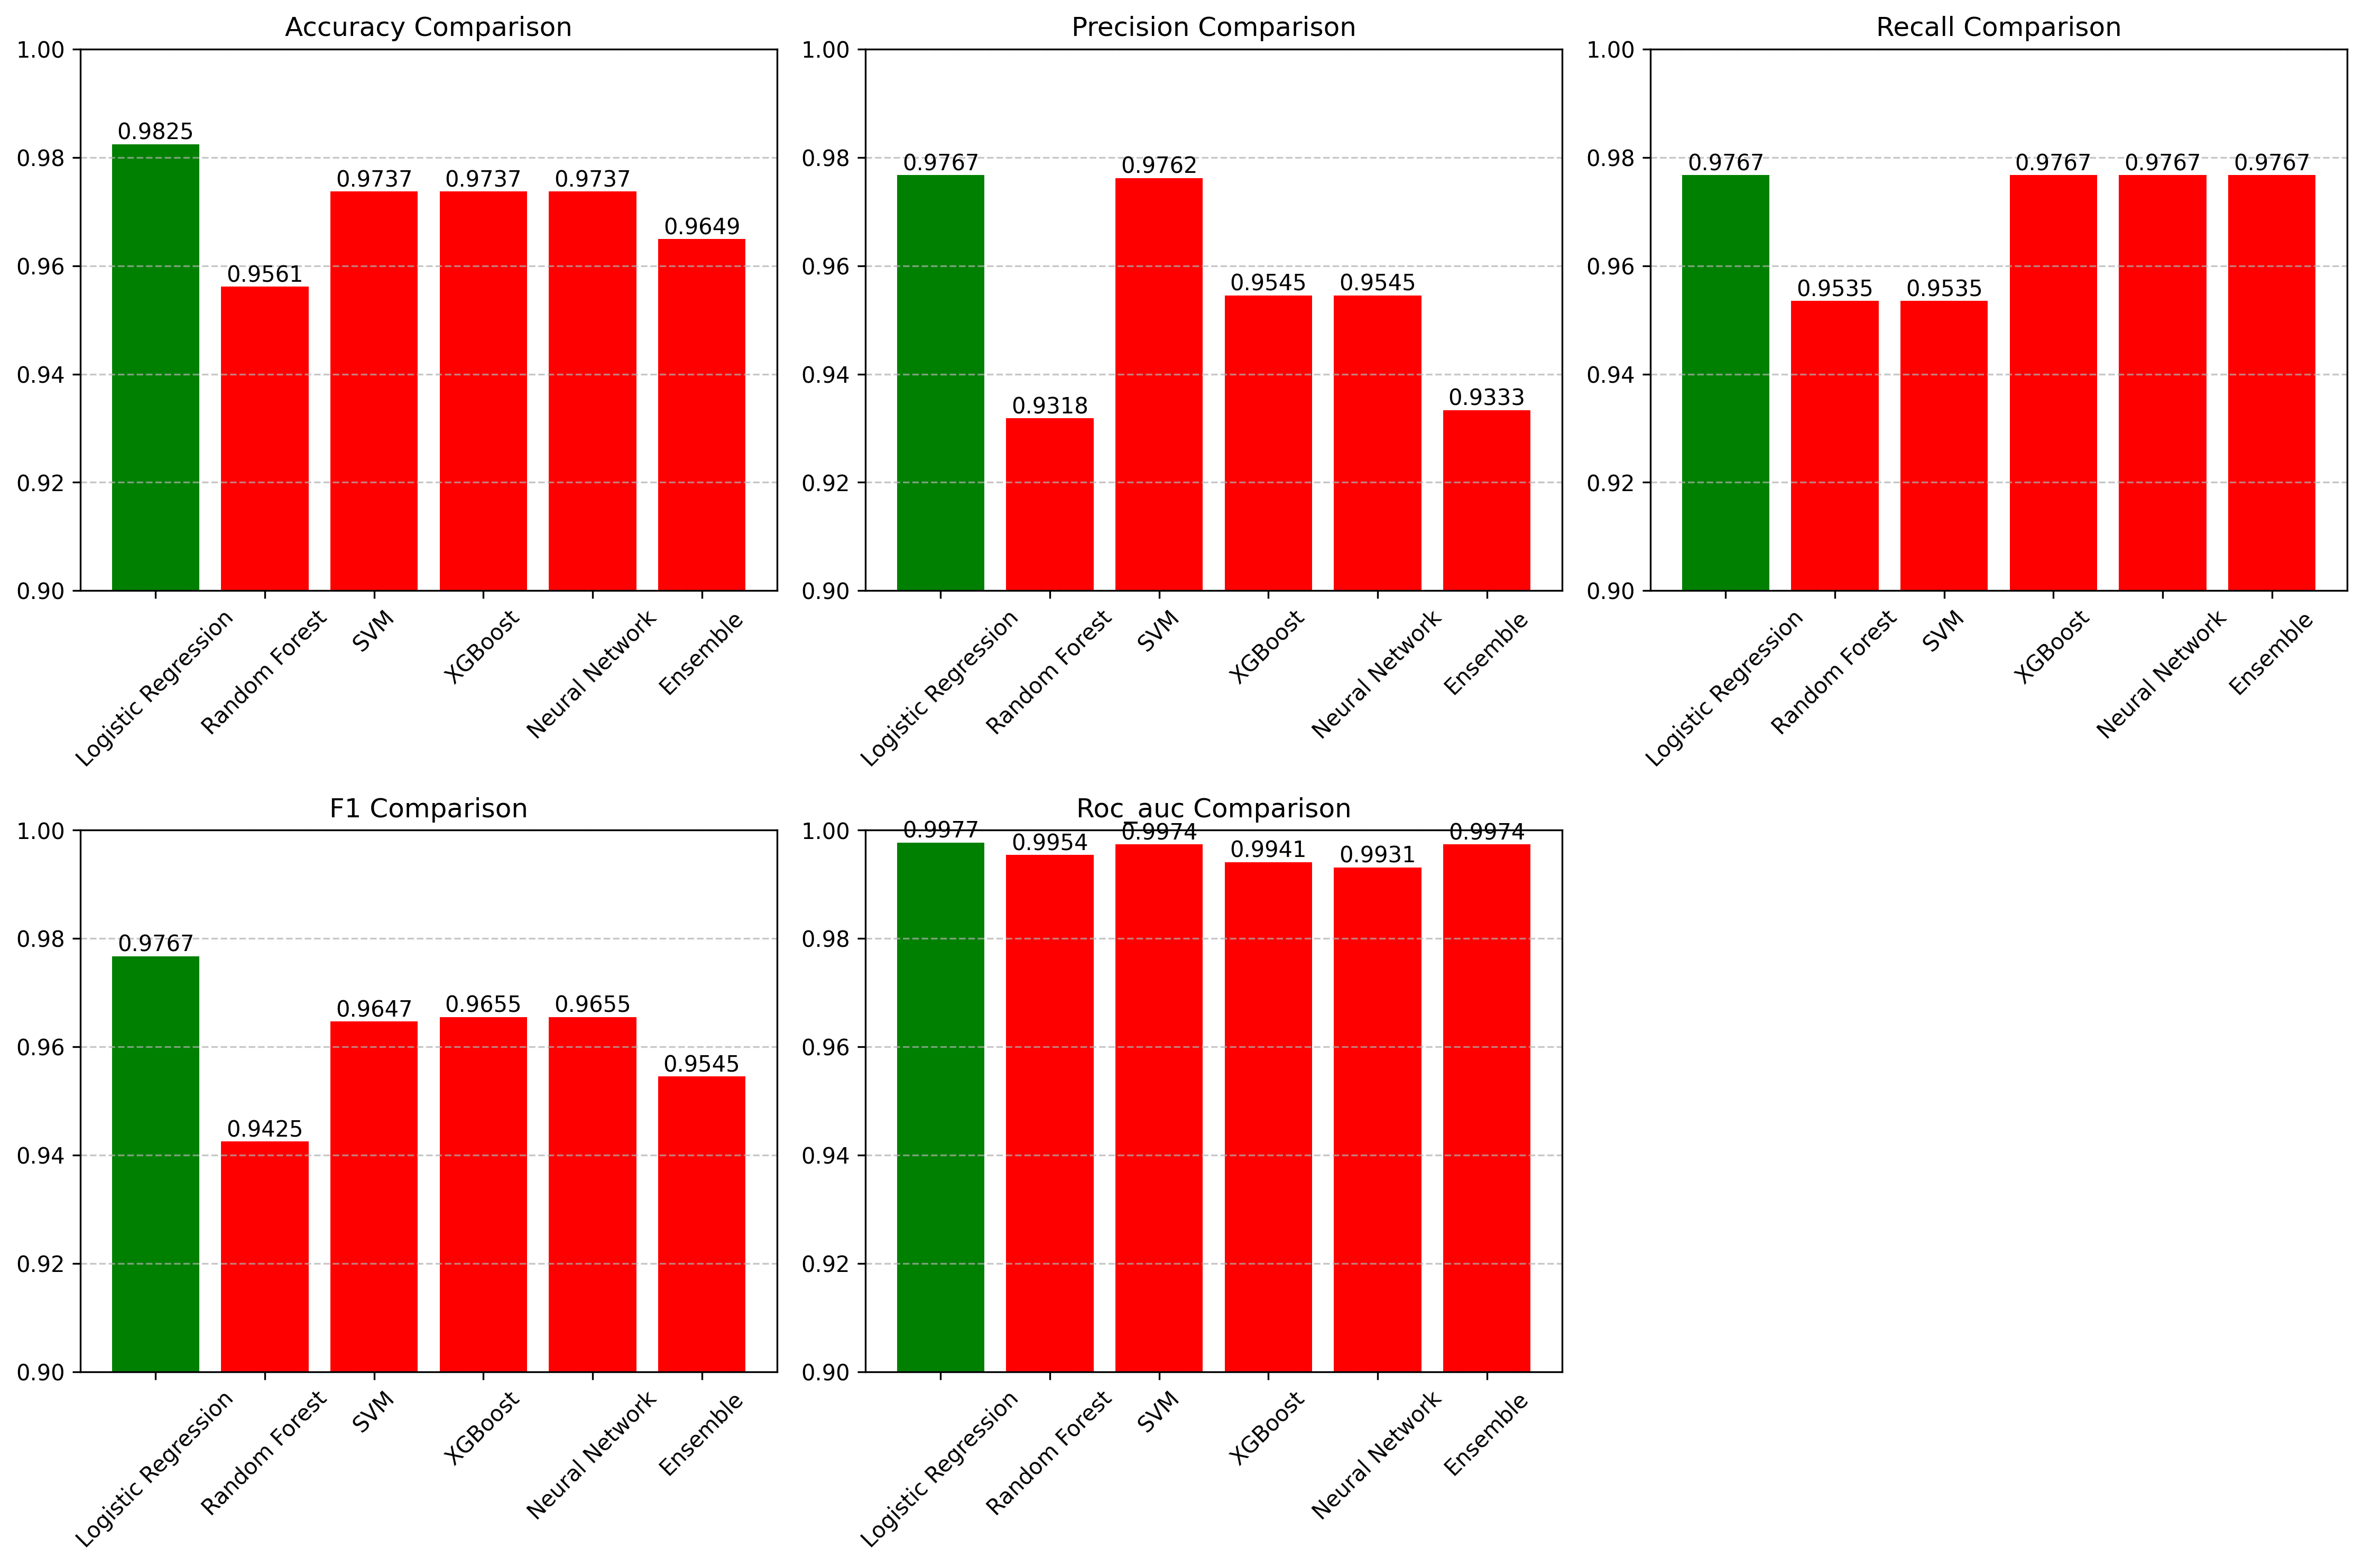 Accuracy Comparison
1.00
0.98
0.96
0.94
0.92
0.90
0.9825
0.9561
0.9737
0.9737
0.9737
0.9649
Logistic Regression
Random Forest
SVM
XGBoost
Neural Network
Ensemble
Precision Comparison
1.00
0.98
0.96
0.94
0.92
0.90
0.9767
0.9318
0.9762
0.9545
0.9545
0.9333
Logistic Regression
Random Forest
SVM
XGBoost
Neural Network
Ensemble
Recall Comparison
1.00
0.98
0.96
0.94
0.92
0.90
0.9767
0.9535
0.9535
0.9767
0.9767
0.9767
Logistic Regression
Random Forest
SVM
XGBoost
Neural Network
Ensemble
F1 Comparison
1.00
0.98
0.96
0.94
0.92
0.90
0.9767
0.9425
0.9647
0.9655
0.9655
0.9545
Logistic Regression
Random Forest
SVM
XGBoost
Neural Network
Ensemble
Roc_auc Comparison
1.00
0.98
0.96
0.94
0.92
0.90
0.9977
0.9954
0.9974
0.9941
0.9931
0.9974
Logistic Regression
Random Forest
SVM
XGBoost
Neural Network
Ensemble